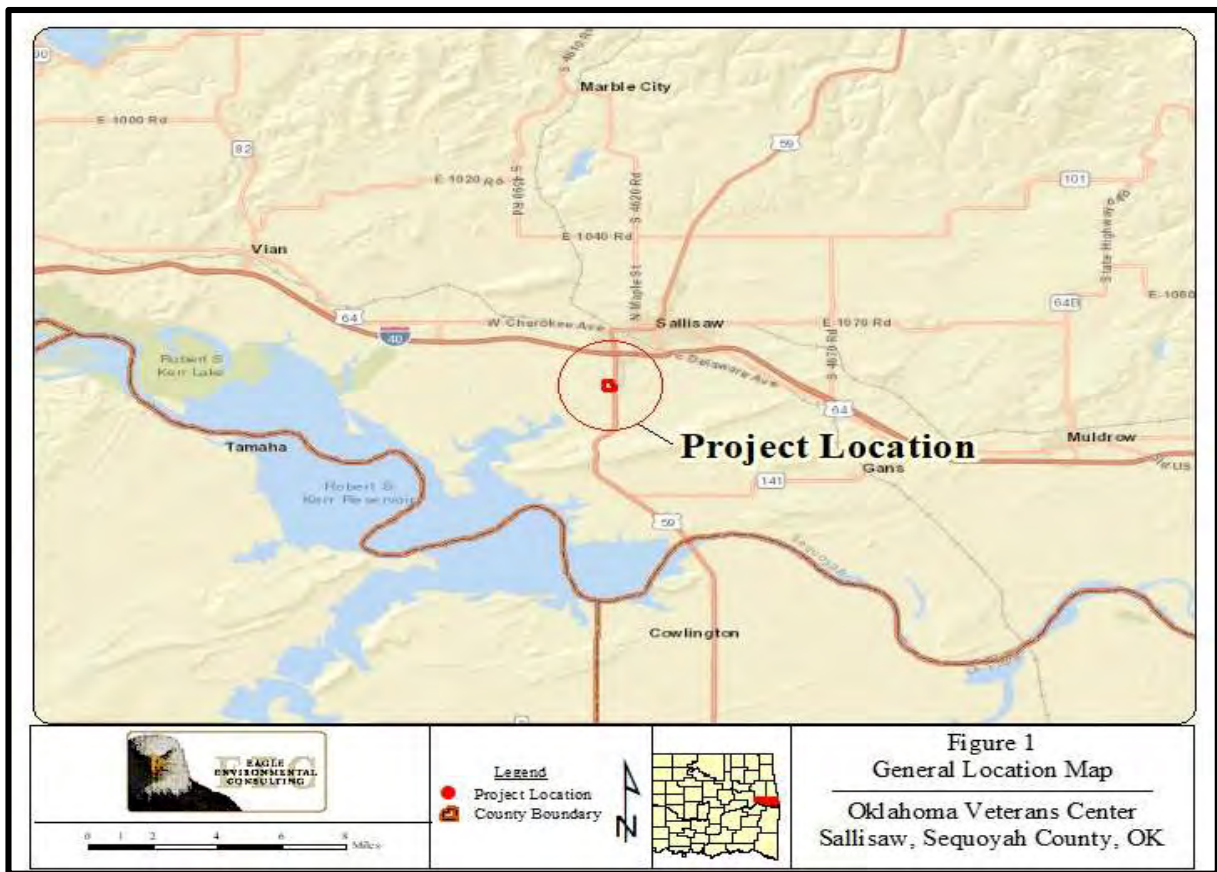 S 4610 Rd
Marble City
E 1000 Rd
82
59
S 4590 Rd
E 1020 Rd
S 4620 Rd
101
E 1040 Rd
State Highway
Vian
N Maple St
64B
64
W Cherokee Ave
Sallisaw
E 1070 Rd
40
S 4670 Rd
Delaware Ave
Robert S
Kerr Lake
64
Project Location
Muldrow
Tamaha
Gans
Robert S
Kerr Reservoir
141
59
Sequoyah
Cowlington
EAGLE
ENVIRONMENTAL
CONSULTING
0 1 2 4 6 8
Miles
Legend
Project Location
County Boundary
N
Figure 1
General Location Map
Oklahoma Veterans Center
Sallisaw, Sequoyah County, OK